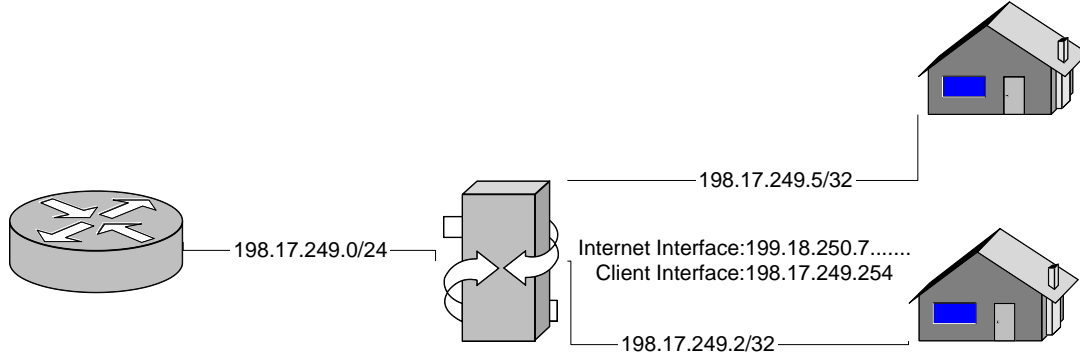 198.17.249.5/32
198.17.249.0/24
Internet Interface:199.18.250.7.......
Client Interface:198.17.249.254
198.17.249.2/32